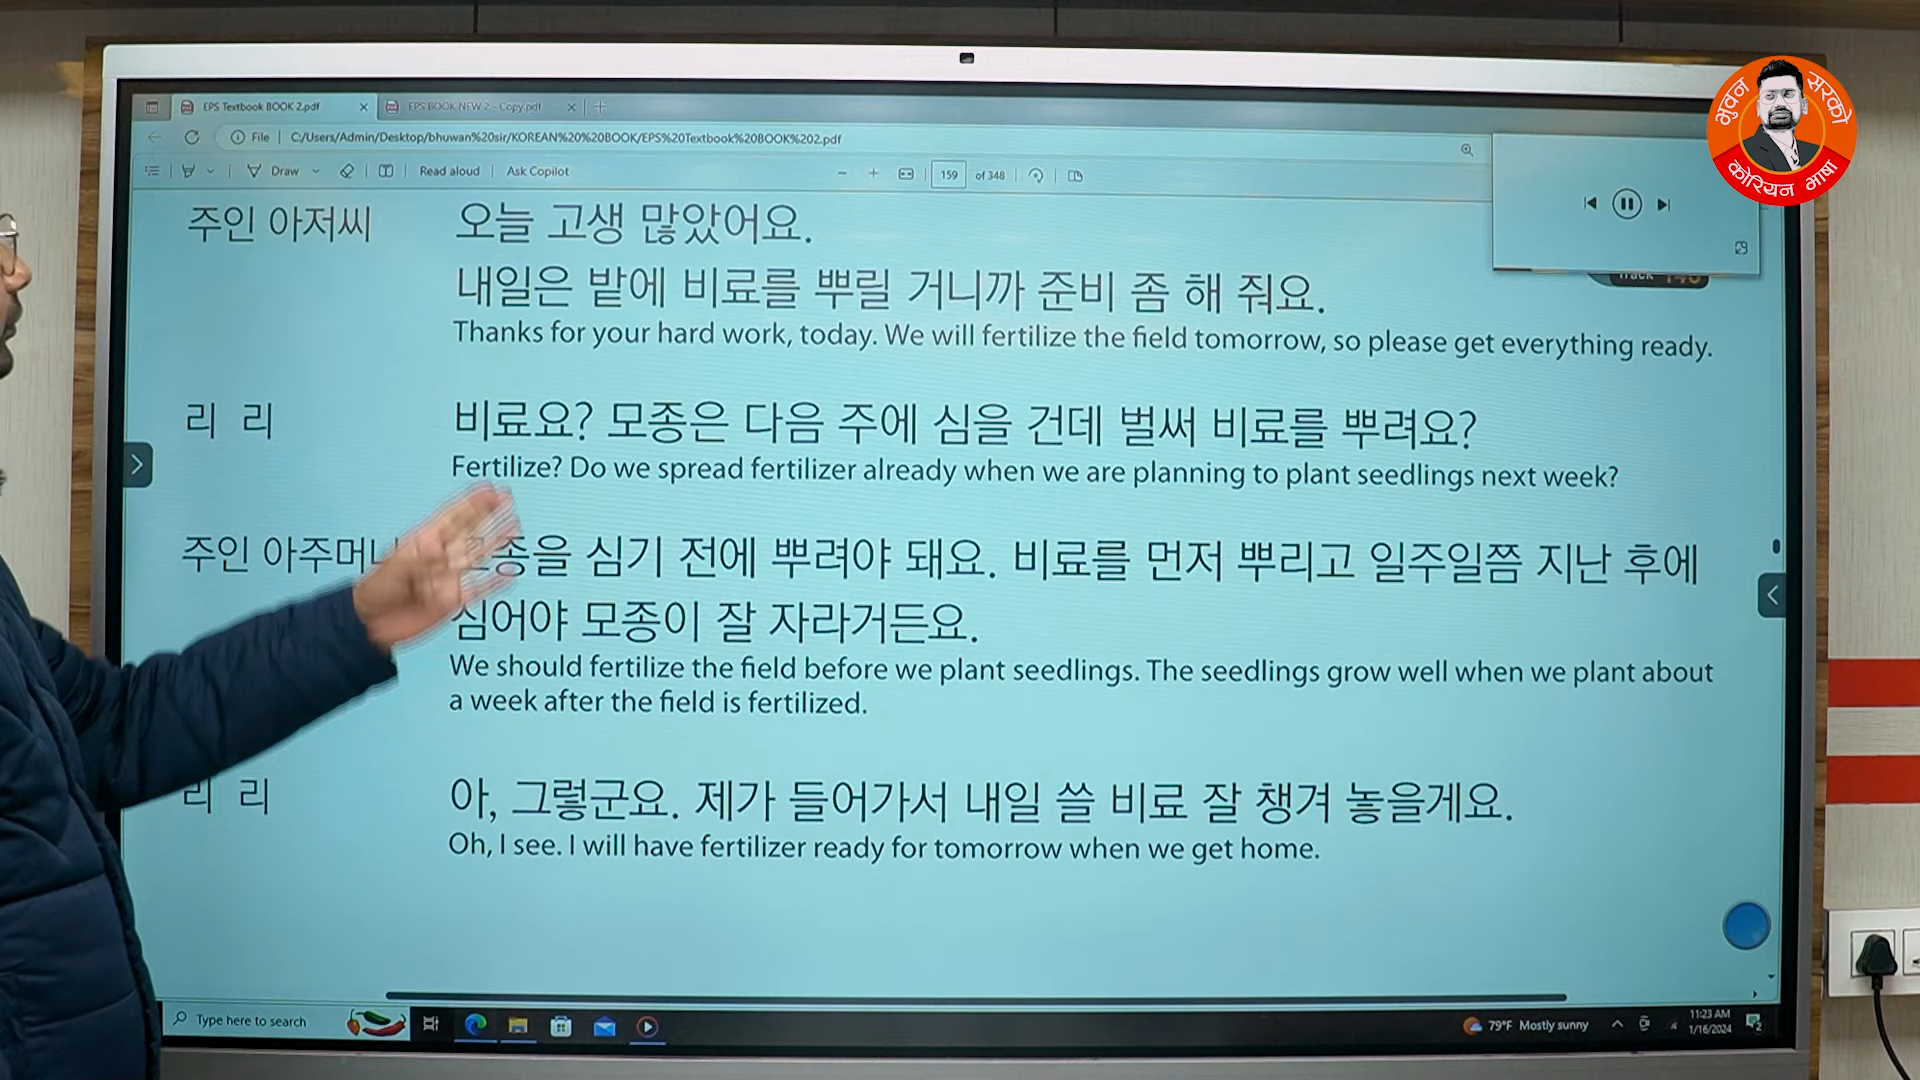 EPS Textbook BOOK 2.pdf
EPS BOOK NEW 2 - Copy.pdf
File C:/Users/Admin/Desktop/bhuwan%20sir/KOREAN%20%20BOOK/EPS%20Textbook%20BOOK%202.pdf
Draw Read aloud Ask Copilot 159 of 348
भुवन सरको
कोरियन भाषा
Track
주인 아저씨 오늘 고생 많았어요.
내일은 밭에 비료를 뿌릴 거니까 준비 좀 해 줘요.
Thanks for your hard work, today. We will fertilize the field tomorrow, so please get everything ready.
리 리 비료요? 모종은 다음 주에 심을 건데 벌써 비료를 뿌려요?
Fertilize? Do we spread fertilizer already when we are planning to plant seedlings next week?
주인 아주머니 모종을 심기 전에 뿌려야 돼요. 비료를 먼저 뿌리고 일주일쯤 지난 후에
심어야 모종이 잘 자라거든요.
We should fertilize the field before we plant seedlings. The seedlings grow well when we plant about
a week after the field is fertilized.
리 리 아, 그렇군요. 제가 들어가서 내일 쓸 비료 잘 챙겨 놓을게요.
Oh, I see. I will have fertilizer ready for tomorrow when we get home.
Type here to search
79°F Mostly sunny
11:23 AM
1/16/2024